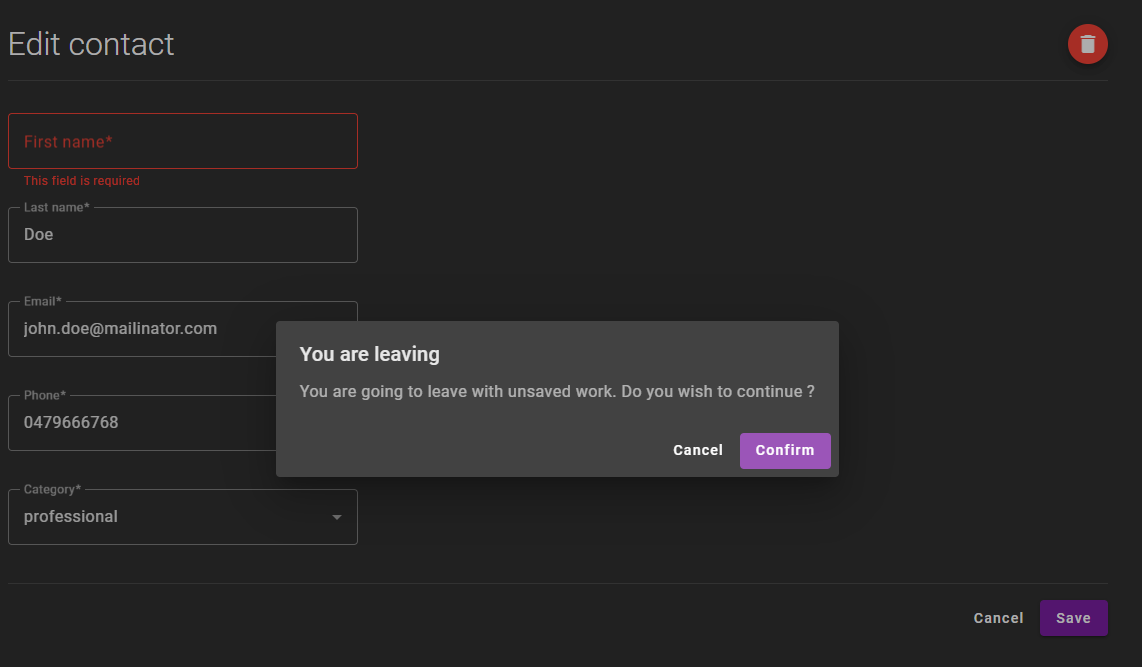 Edit contact
First name*
This field is required
Last name*
Doe
Email*
john.doe@mailinator.com
Phone*
0479666768
Category*
professional
You are leaving
You are going to leave with unsaved work. Do you wish to continue ?
Cancel
Confirm
Cancel
Save